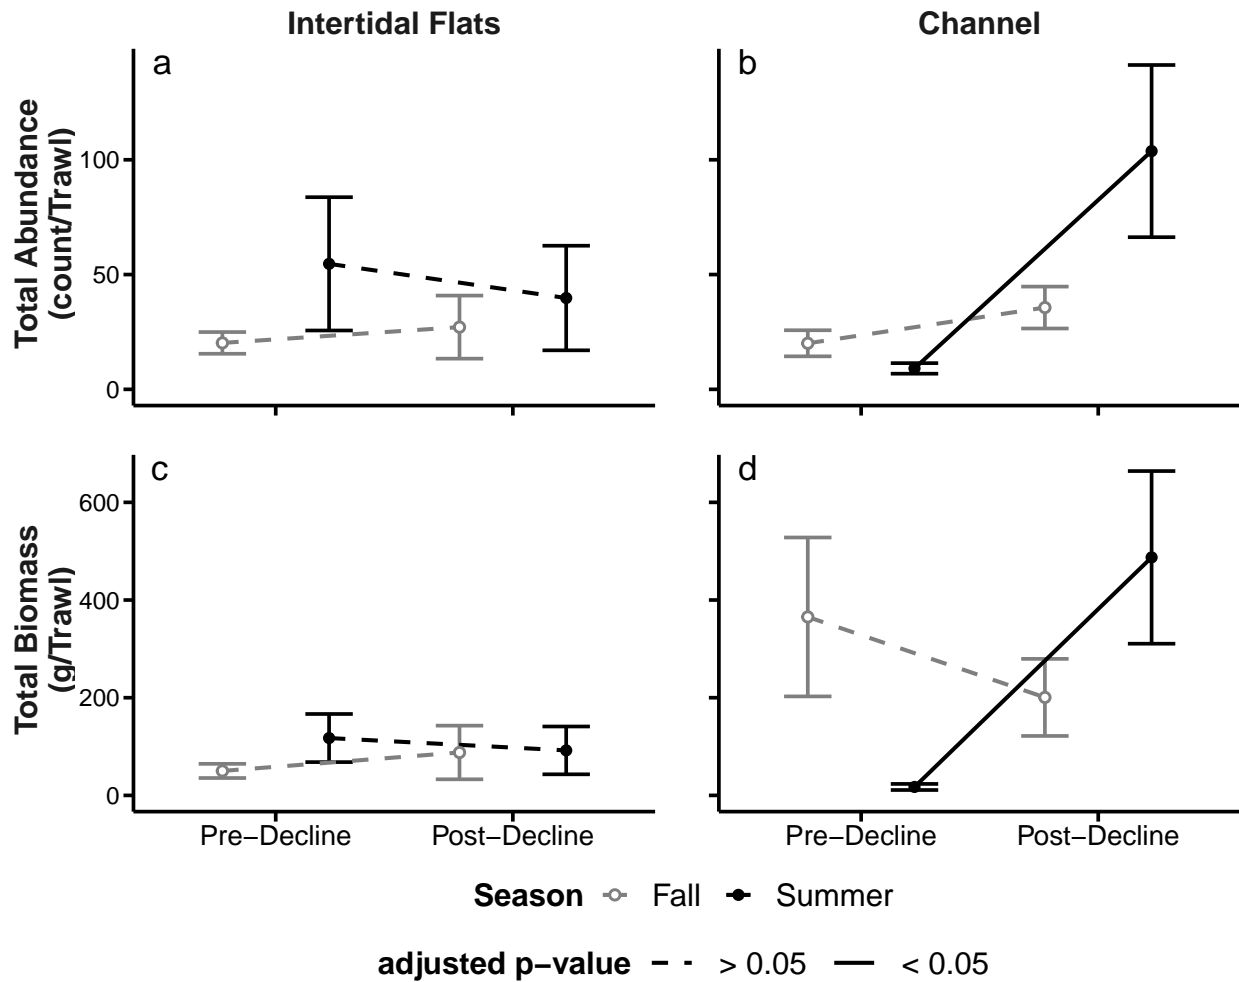 Intertidal Flats
Channel
a
b
Total Abundance
(count/Trawl)
100
50
0
c
d
Total Biomass
(g/Trawl)
600
400
200
0
Pre–Decline
Post–Decline
Pre–Decline
Post–Decline
Season Fall Summer
adjusted p–value > 0.05 < 0.05